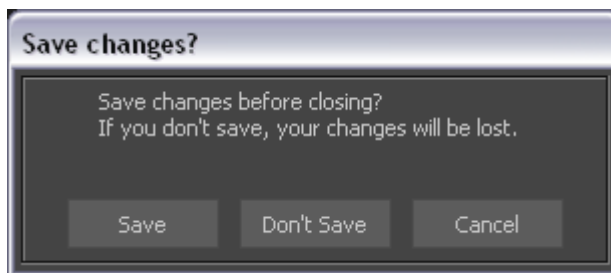 Save changes?
Save changes before closing?
If you don't save, your changes will be lost.
Save
Don't Save
Cancel